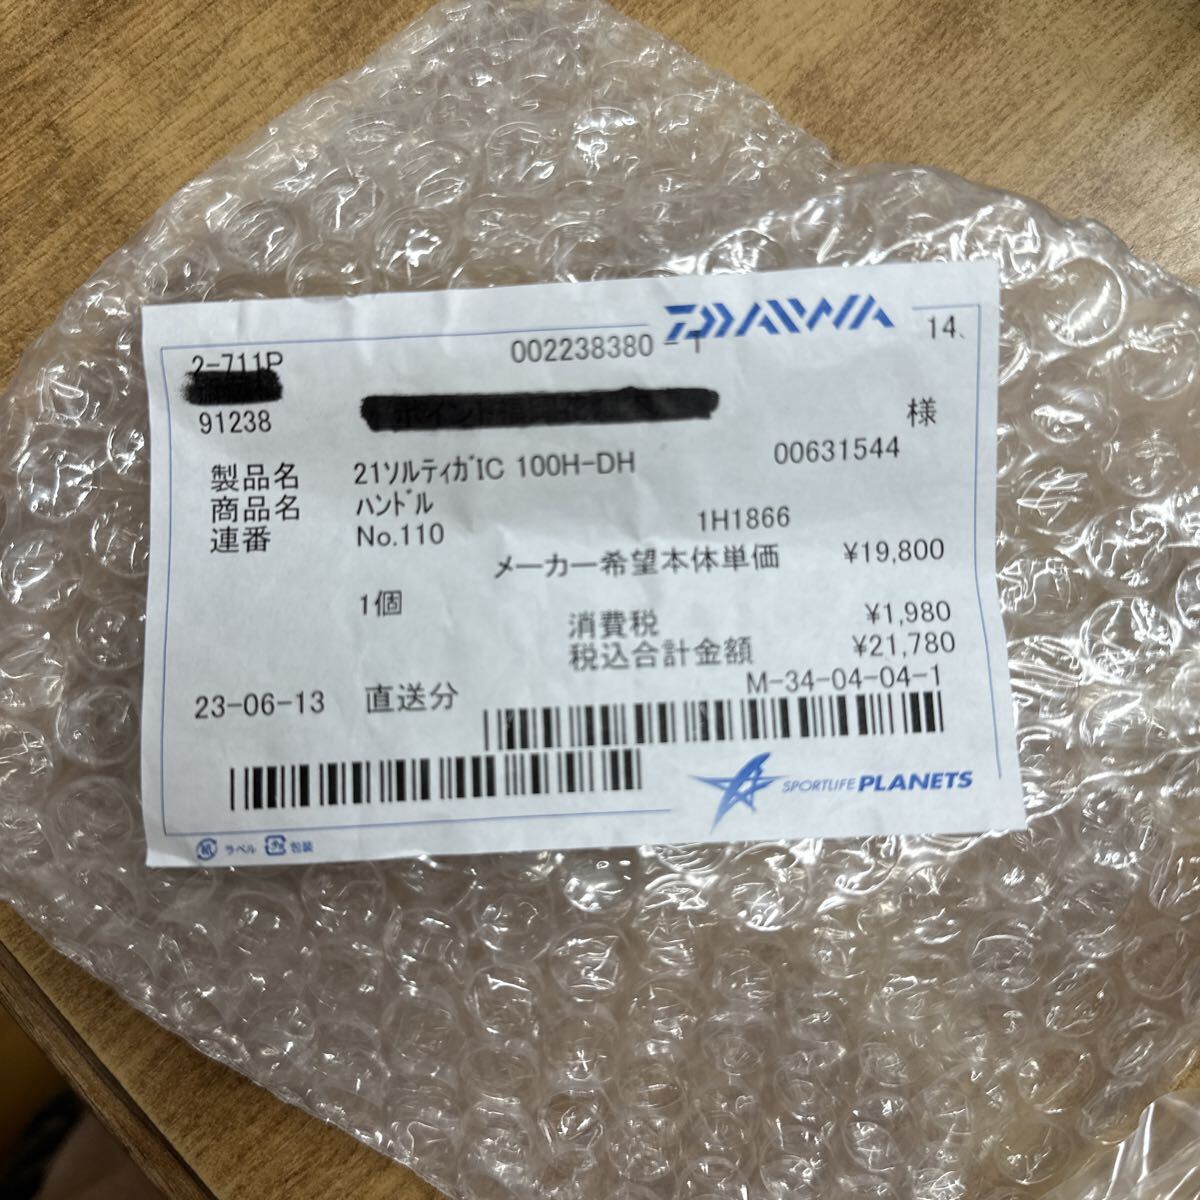 DAIWA
2-711P
002238380 - 1
14、
91238
様
製品名 21ソルティガIC 100H-DH 00631544
商品名 ハンドル
連番 No.110 1H1866
メーカー希望本体単価 ¥19,800
1個
消費税 ¥1,980
税込合計金額 ¥21,780
M-34-04-04-1
23-06-13 直送分
SPORTLIFE PLANETS
紙 ラベル プラ 包装